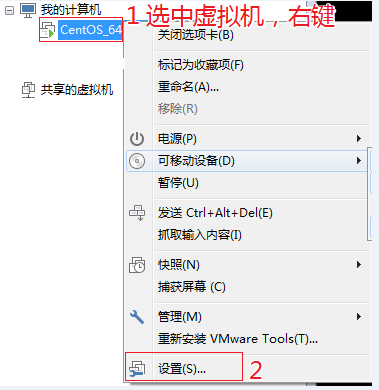 我的计算机
1 选中虚拟机，右键
CentOS_64
关闭选项卡(B)
标记为收藏项(F)
共享的虚拟机
重命名(A)...
移除(R)
电源(P)
可移动设备(D)
暂停(U)
发送 Ctrl+Alt+Del(E)
抓取输入内容(I)
快照(N)
捕获屏幕 (C)
管理(M)
重新安装 VMware Tools(T)...
设置(S)... 2